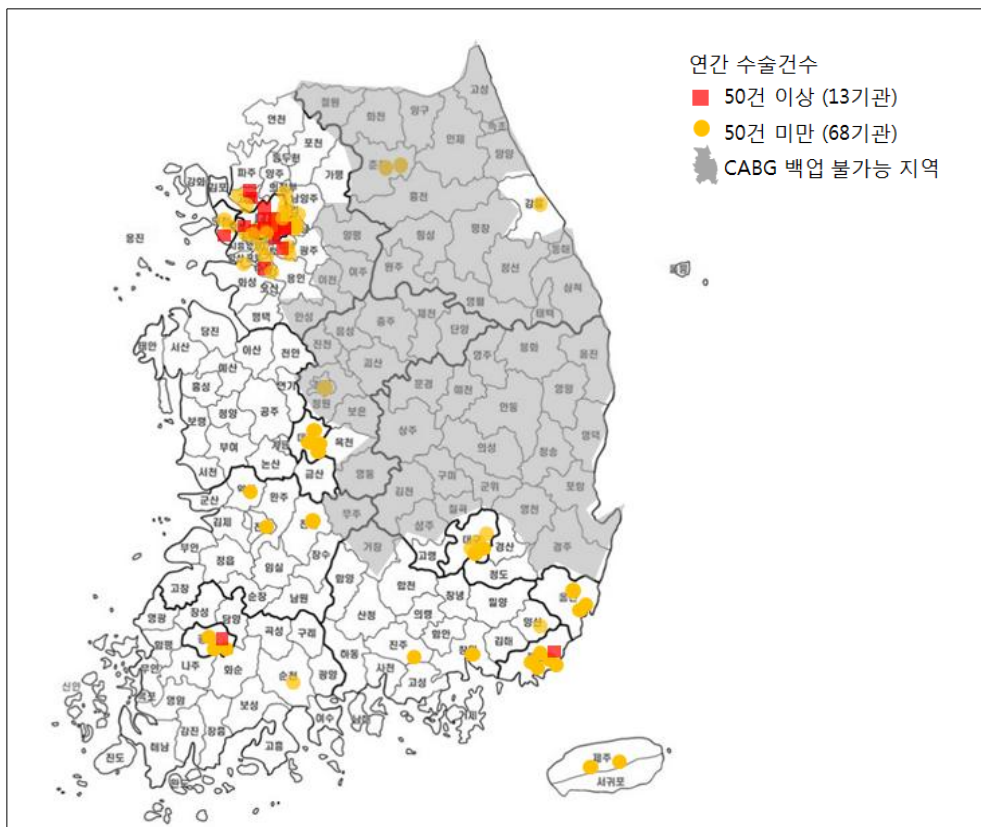 연간 수술건수
50건 이상 (13기관)
50건 미만 (68기관)
CABG 백업 불가능 지역
고성
철원
화천
양구
인제
속초
양양
연천
포천
동두천
파주
양주
가평
강화
김포
남양주
홍천
옹진
양평
횡성
평창
광주
원주
정선
동해
삼척
이천
여주
용인
화성
오산
영월
태백
평택
안성
충주
제천
단양
음성
진천
당진
태안
서산
아산
천안
예산
괴산
영주
봉화
울진
홍성
연기
문경
예천
영양
청원
보은
안동
보령
청양
공주
상주
의성
영덕
청송
옥천
부여
계룡
논산
서천
금산
영동
김천
구미
군위
포항
군산
완주
칠곡
영천
무주
성주
김제
경주
대구
경산
거창
고령
청도
부안
정읍
임실
장수
함양
합천
창녕
밀양
고창
순창
남원
산청
의령
양산
영광
장성
담양
곡성
구례
함안
김해
함평
하동
진주
무안
나주
화순
사천
고성
순천
광양
신안
목포
영암
보성
여수
남해
거제
강진
장흥
해남
고흥
진도
완도
제주
서귀포